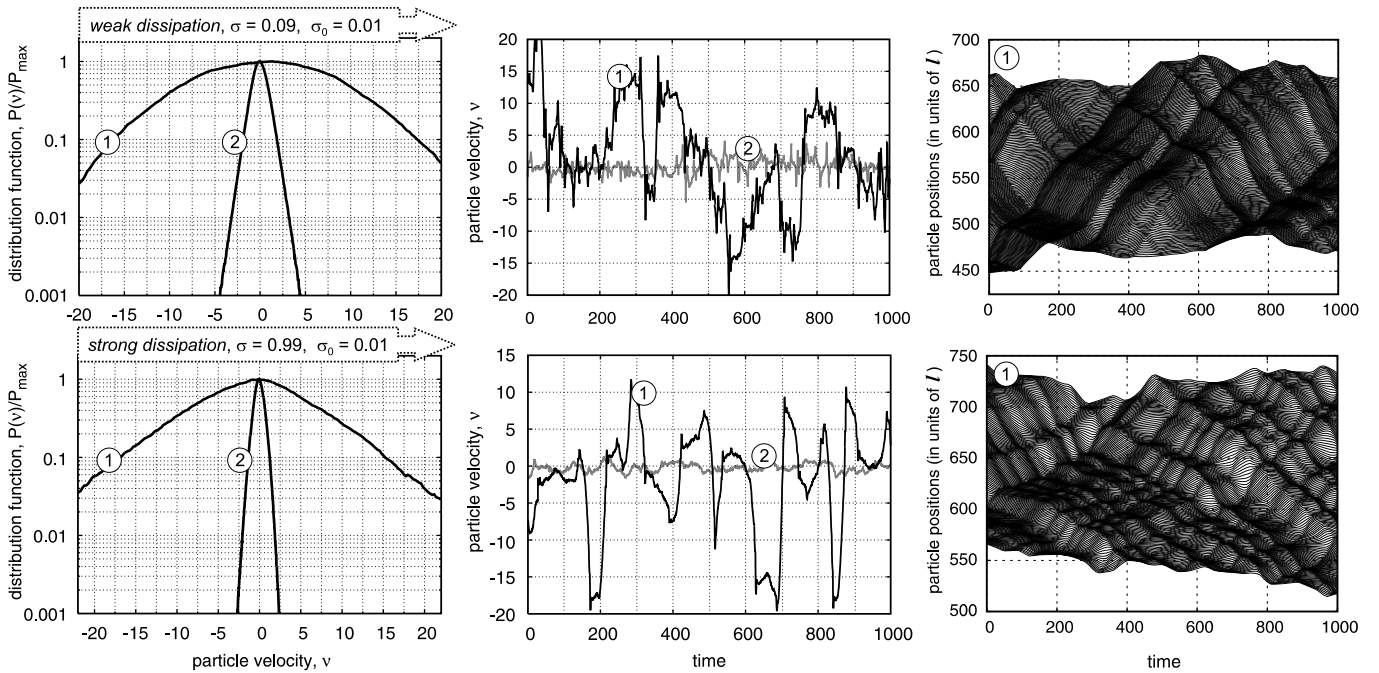 weak dissipation, σ = 0.09, σ0 = 0.01
distribution function, P(ν)/Pmax
1
0.1
0.01
0.001
-20 -15 -10 -5 0 5 10 15 20
1
2
particle velocity, ν
20
15
10
5
0
-5
-10
-15
-20
0 200 400 600 800 1000
1
2
particle positions (in units of l)
700
650
600
550
500
450
0 200 400 600 800 1000
1
strong dissipation, σ = 0.99, σ0 = 0.01
distribution function, P(ν)/Pmax
1
0.1
0.01
0.001
-20 -15 -10 -5 0 5 10 15 20
particle velocity, ν
1
2
particle velocity, ν
15
10
5
0
-5
-10
-15
-20
0 200 400 600 800 1000
time
1
2
particle positions (in units of l)
750
700
650
600
550
500
0 200 400 600 800 1000
time
1